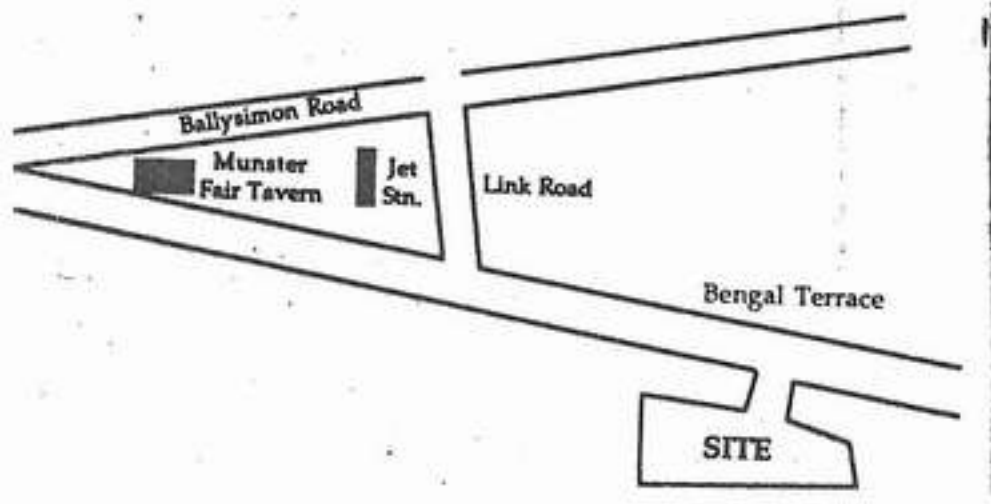 Ballysimon Road
Munster
Fair Tavern
Jet
Stn.
Link Road
Bengal Terrace
SITE